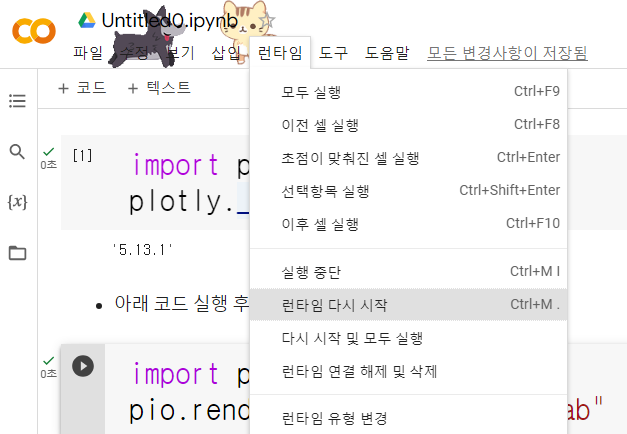 Untitled0.ipynb
파일 수정 보기 삽입 런타임 도구 도움말 모든 변경사항이 저장됨
+ 코드 + 텍스트
모두 실행 Ctrl+F9
이전 셀 실행 Ctrl+F8
초점이 맞춰진 셀 실행 Ctrl+Enter
선택항목 실행 Ctrl+Shift+Enter
이후 셀 실행 Ctrl+F10
실행 중단 Ctrl+M I
런타임 다시 시작 Ctrl+M .
다시 시작 및 모두 실행
런타임 연결 해제 및 삭제
런타임 유형 변경
{x}
0초
[1] import p
plotly._
'5.13.1'
아래 코드 실행 후
0초
import p
pio.rend
ab"